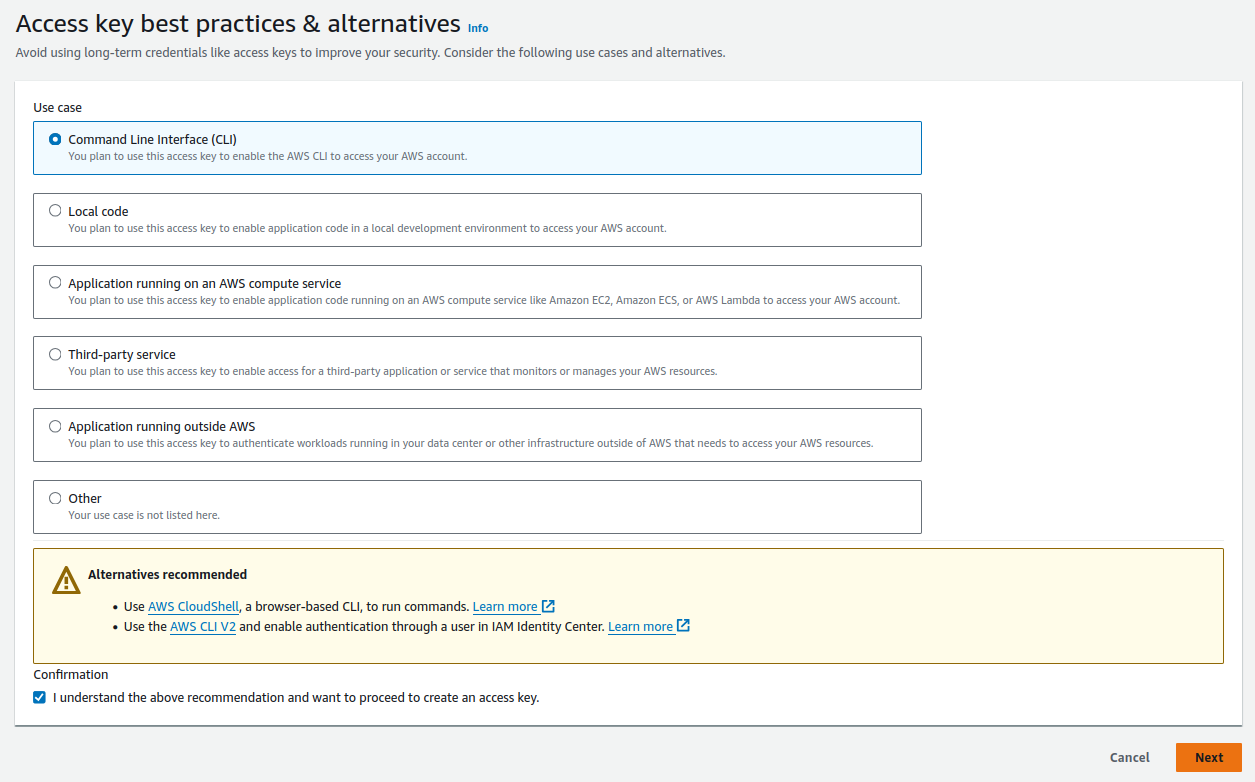 Access key best practices & alternatives Info
Avoid using long-term credentials like access keys to improve your security. Consider the following use cases and alternatives.
Use case
Command Line Interface (CLI)
You plan to use this access key to enable the AWS CLI to access your AWS account.
Local code
You plan to use this access key to enable application code in a local development environment to access your AWS account.
Application running on an AWS compute service
You plan to use this access key to enable application code running on an AWS compute service like Amazon EC2, Amazon ECS, or AWS Lambda to access your AWS account.
Third-party service
You plan to use this access key to enable access for a third-party application or service that monitors or manages your AWS resources.
Application running outside AWS
You plan to use this access key to authenticate workloads running in your data center or other infrastructure outside of AWS that needs to access your AWS resources.
Other
Your use case is not listed here.
Alternatives recommended
• Use AWS CloudShell, a browser-based CLI, to run commands. Learn more
• Use the AWS CLI V2 and enable authentication through a user in IAM Identity Center. Learn more
Confirmation
I understand the above recommendation and want to proceed to create an access key.
Cancel Next